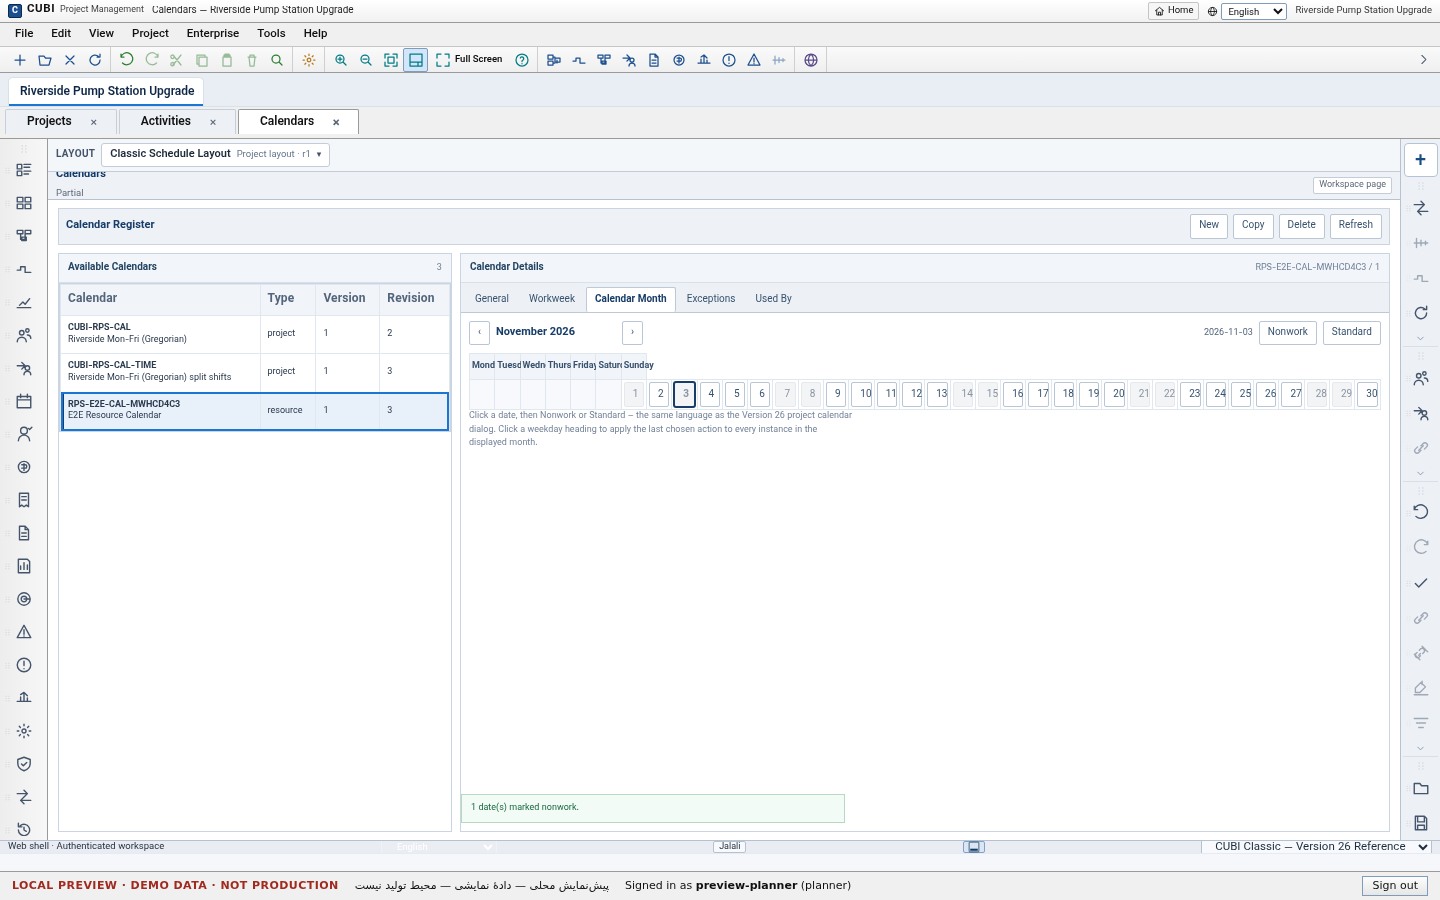 CUBI Project Management Calendars — Riverside Pump Station Upgrade
Home English Riverside Pump Station Upgrade
File Edit View Project Enterprise Tools Help
Full Screen
Riverside Pump Station Upgrade
Projects × Activities × Calendars ×
LAYOUT Classic Schedule Layout Project layout · r1
Calendars
Partial
Workspace page
Calendar Register
New Copy Delete Refresh
Available Calendars 3
Calendar Type Version Revision
CUBI-RPS-CAL
Riverside Mon-Fri (Gregorian)
project 1 2
CUBI-RPS-CAL-TIME
Riverside Mon-Fri (Gregorian) split shifts
project 1 3
RPS-E2E-CAL-MWHCD4C3
E2E Resource Calendar
resource 1 3
Calendar Details RPS-E2E-CAL-MWHCD4C3 / 1
General Workweek Calendar Month Exceptions Used By
‹ November 2026 › 2026-11-03 Nonwork Standard
Mond Tuesd Wedn Thurs Friday Satur Sunday
1 2 3 4 5 6 7 8 9 10 11 12 13 14 15 16 17 18 19 20 21 22 23 24 25 26 27 28 29 30
Click a date, then Nonwork or Standard — the same language as the Version 26 project calendar
dialog. Click a weekday heading to apply the last chosen action to every instance in the
displayed month.
1 date(s) marked nonwork.
Web shell · Authenticated workspace English Jalali CUBI Classic — Version 26 Reference
LOCAL PREVIEW · DEMO DATA · NOT PRODUCTION پیش‌نمایش محلی — دادهٔ نمایشی — محیط تولید نیست Signed in as preview-planner (planner) Sign out